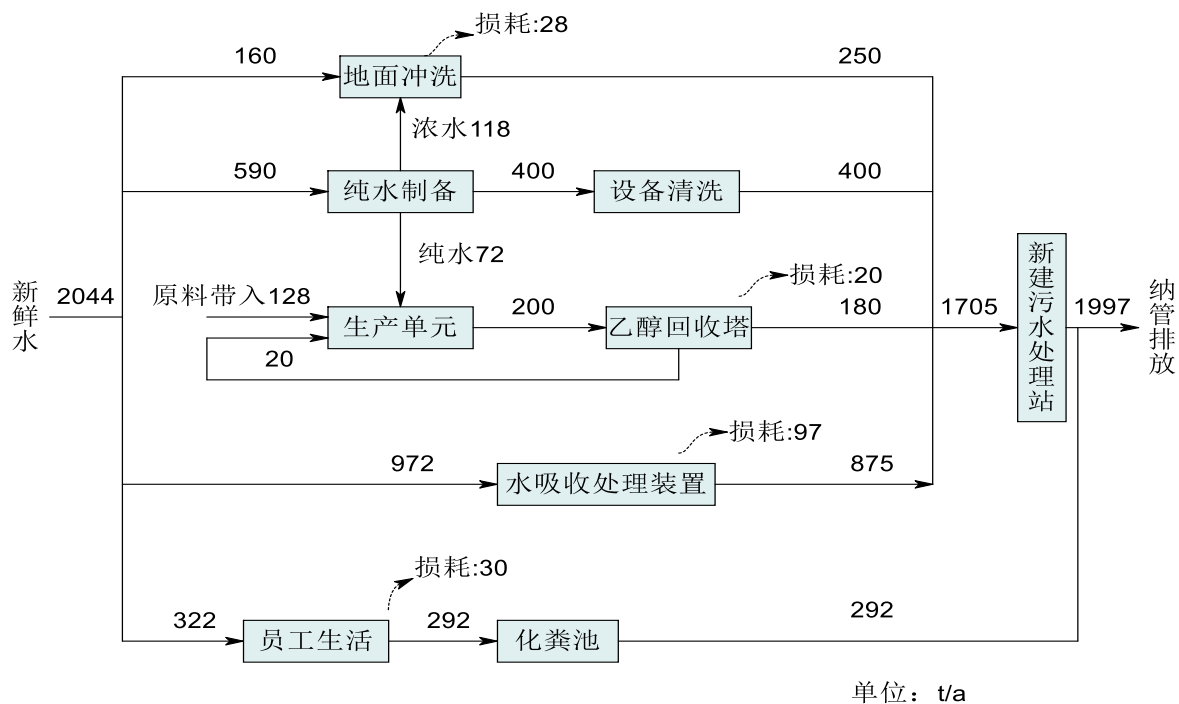 损耗:28
160
地面冲洗
250
浓水118
590
纯水制备
400
设备清洗
400
纯水72
新鲜水
2044
原料带入128
生产单元
200
乙醇回收塔
损耗:20
180
1705
新建污水处理站
1997
纳管排放
20
损耗:97
972
水吸收处理装置
875
损耗:30
322
员工生活
292
化粪池
292
单位：t/a